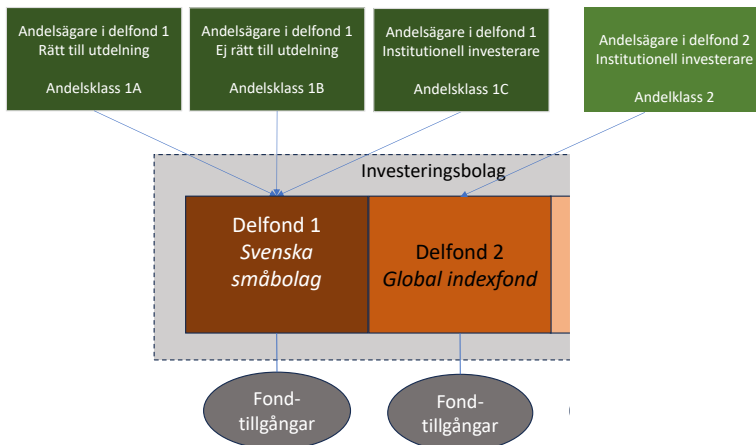 Andelsägare i delfond 1
Rätt till utdelning
Andelsklass 1A
Andelsägare i delfond 1
Ej rätt till utdelning
Andelsklass 1B
Andelsägare i delfond 1
Institutionell investerare
Andelsklass 1C
Andelsägare i delfond 2
Institutionell investerare
Andelklass 2
Investeringsbolag
Delfond 1
Svenska
småbolag
Delfond 2
Global indexfond
Fond-
tillgångar
Fond-
tillgångar